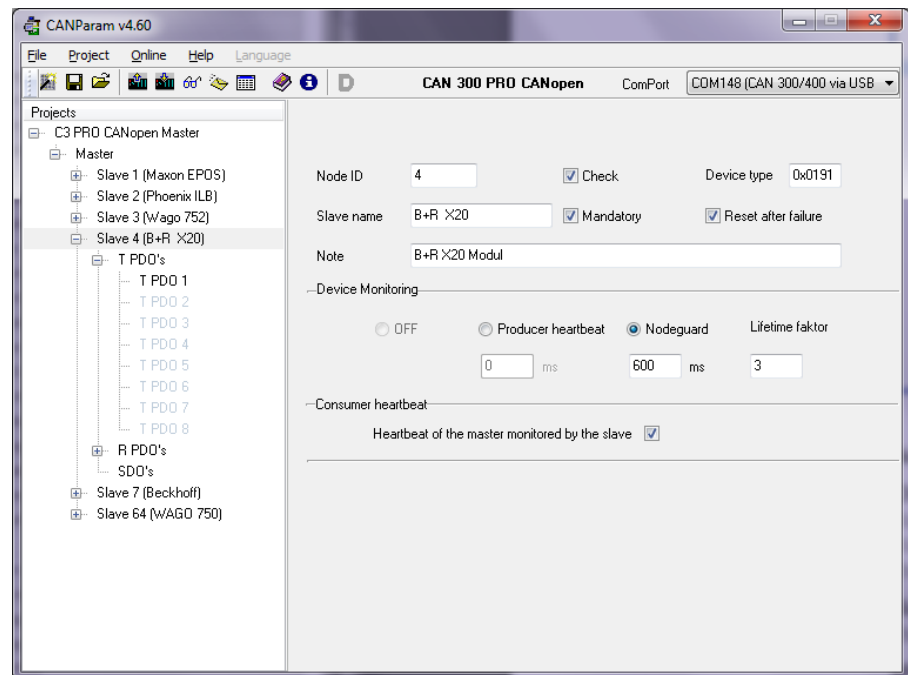 CANParam v4.60
File Project Online Help Language
D CAN 300 PRO CANopen ComPort COM148 (CAN 300/400 via USB
Projects
C3 PRO CANopen Master
Master
Slave 1 (Maxon EPOS)
Slave 2 (Phoenix ILB)
Slave 3 (Wago 752)
Slave 4 (B+R X20)
T PDO's
T PDO 1
T PDO 2
T PDO 3
T PDO 4
T PDO 5
T PDO 6
T PDO 7
T PDO 8
R PDO's
SDO's
Slave 7 (Beckhoff)
Slave 64 (WAGO 750)
Node ID 4 Check Device type 0x0191
Slave name B+R X20 Mandatory Reset after failure
Note B+R X20 Modul
Device Monitoring
OFF Producer heartbeat Nodeguard Lifetime faktor
0 ms 600 ms 3
Consumer heartbeat
Heartbeat of the master monitored by the slave